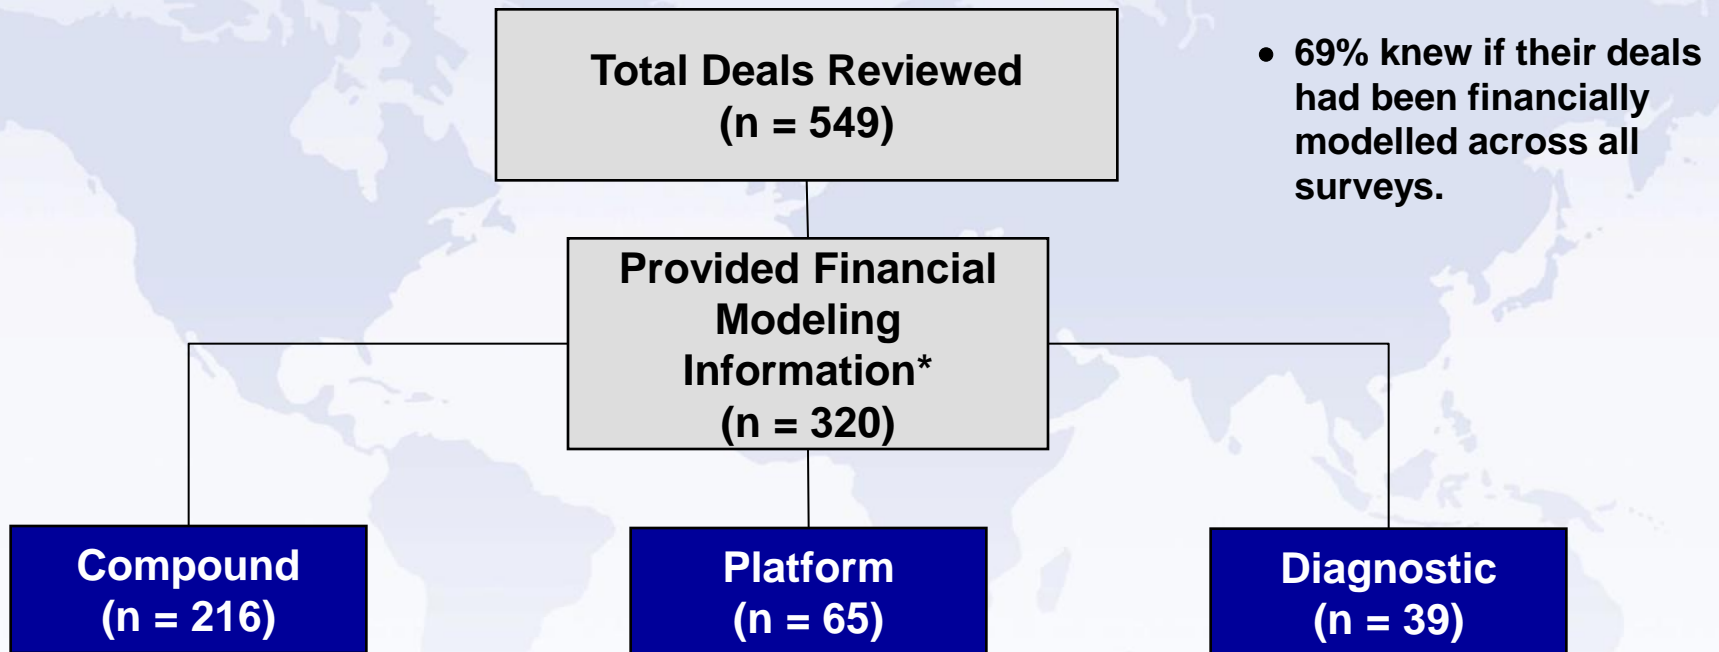 Total Deals Reviewed
(n = 549)
• 69% knew if their deals
had been financially
modelled across all
surveys.
Provided Financial
Modeling
Information*
(n = 320)
Compound
(n = 216)
Platform
(n = 65)
Diagnostic
(n = 39)